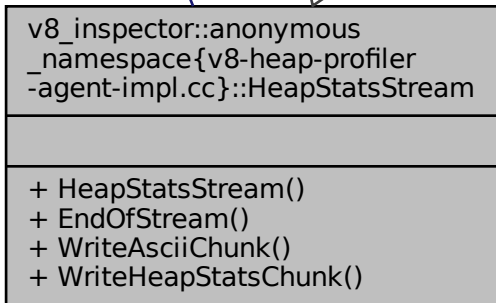 v8_inspector::anonymous
_namespace{v8-heap-profiler
-agent-impl.cc}::HeapStatsStream
+ HeapStatsStream()
+ EndOfStream()
+ WriteAsciiChunk()
+ WriteHeapStatsChunk()